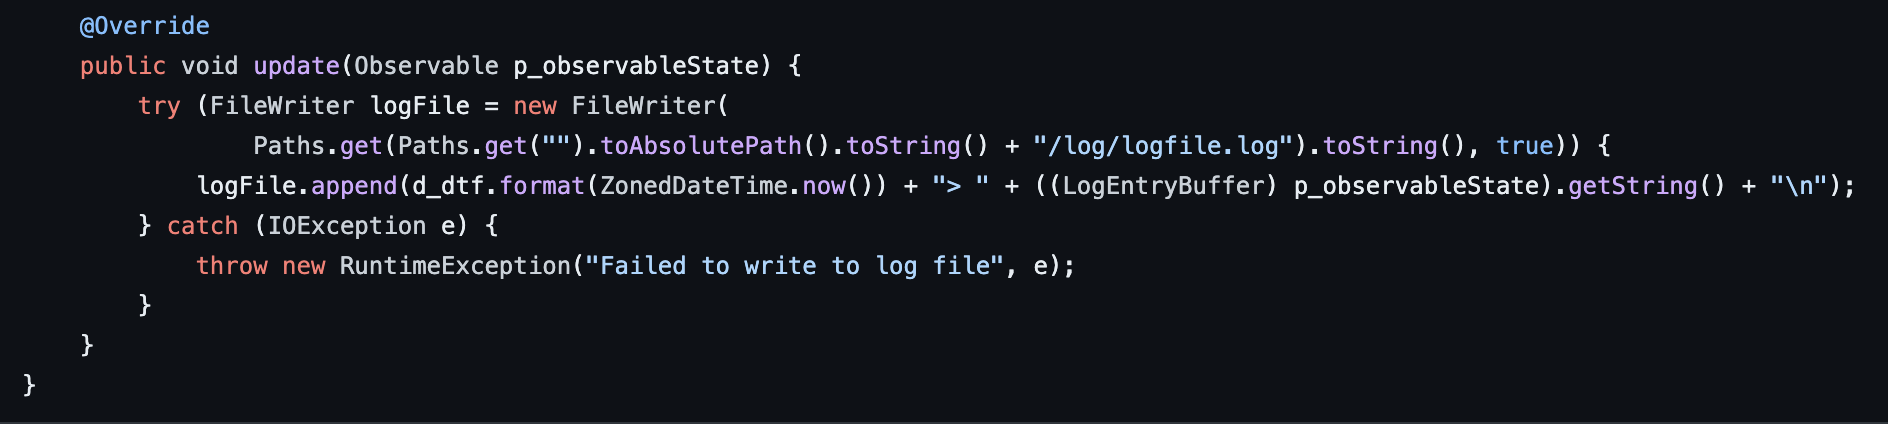 @Override
public void update(Observable p_observableState) {
try (FileWriter logFile = new FileWriter(
Paths.get(Paths.get("").toAbsolutePath().toString() + "/log/logfile.log").toString(), true)) {
logFile.append(d_dtf.format(ZonedDateTime.now()) + "> " + ((LogEntryBuffer) p_observableState).getString() + "\n");
} catch (IOException e) {
throw new RuntimeException("Failed to write to log file", e);
}
}
}